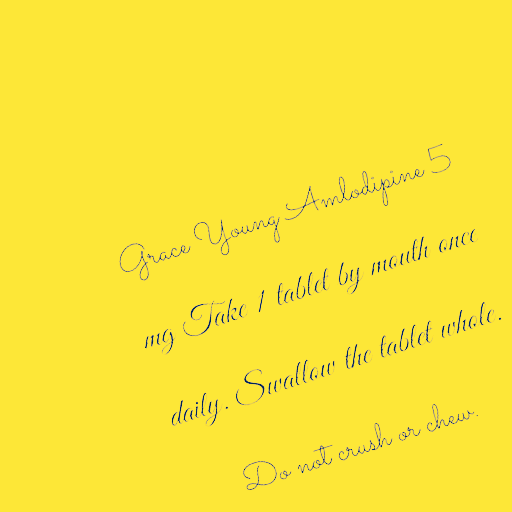 Grace Young Amlodipine 5
mg Take 1 tablet by mouth once
daily. Swallow the tablet whole.
Do not crush or chew.